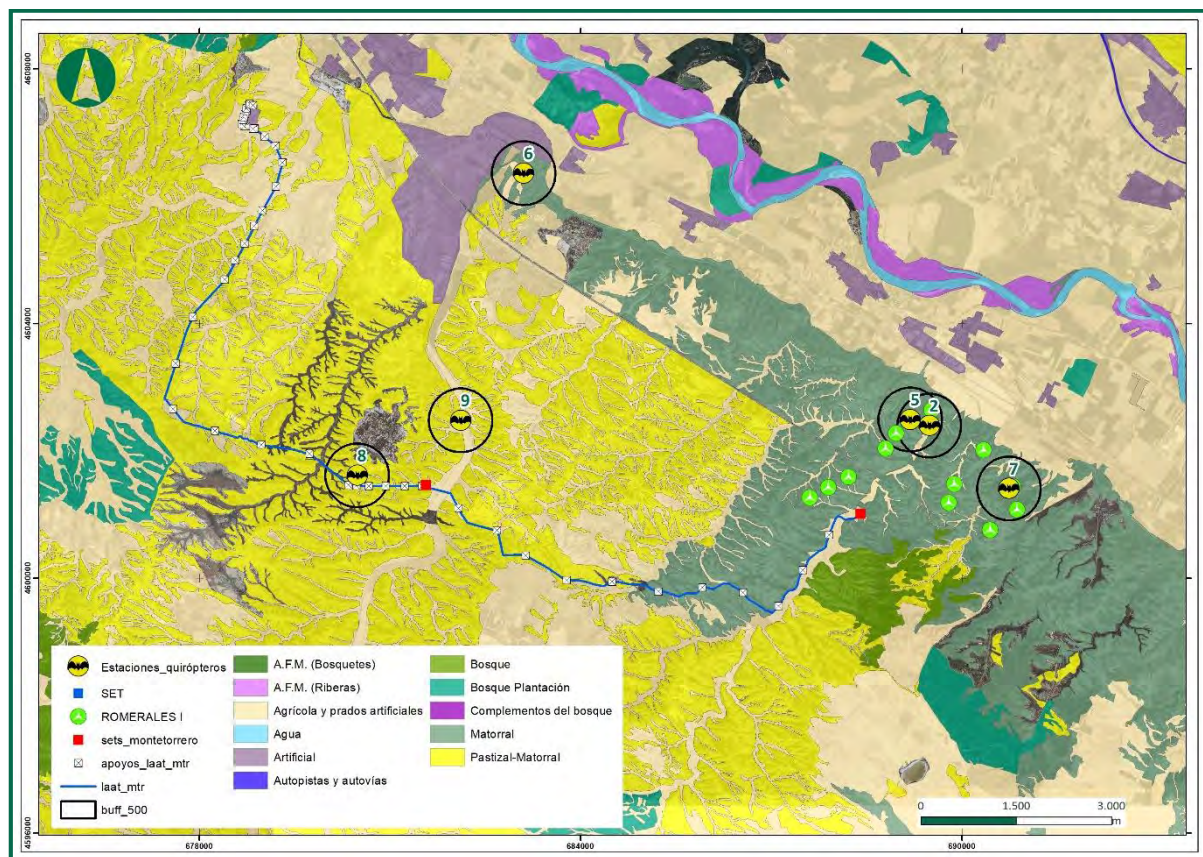 4608000
4604000
4600000
4596000
6
9
8
5
2
7
Estaciones_quirópteros
SET
ROMERALES I
sets_montetorrero
apoyos_laat_mtr
laat_mtr
buff_500
A.F.M. (Bosquetes)
A.F.M. (Riberas)
Agrícola y prados artificiales
Agua
Artificial
Autopistas y autovías
Bosque
Bosque Plantación
Complementos del bosque
Matorral
Pastizal-Matorral
0 1.500 3.000
m
678000 684000 690000